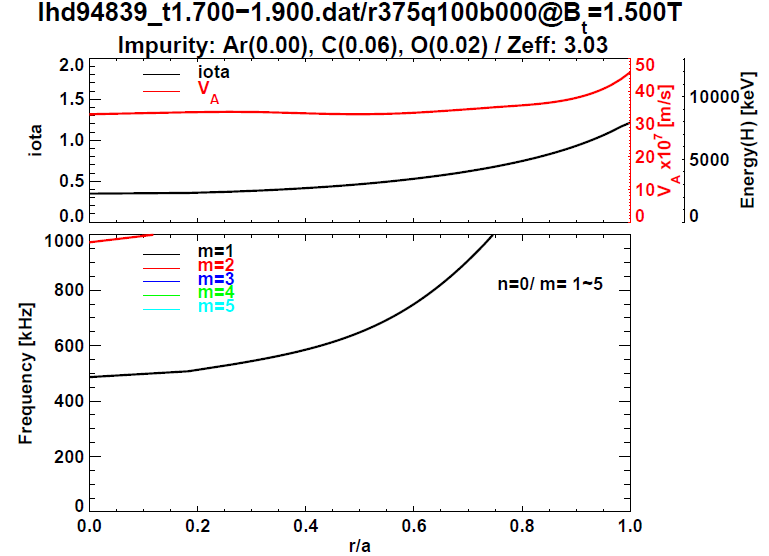 lhd94839_t1.700−1.900.dat/r375q100b000@Bt=1.500T
Impurity: Ar(0.00), C(0.06), O(0.02) / Zeff: 3.03
iota
VA
2.0
1.5
1.0
0.5
0.0
iota
50
40
30
20
10
0
VA x10^7 [m/s]
10000
5000
0
Energy(H) [keV]
m=1
m=2
m=3
m=4
m=5
n=0/ m= 1~5
1000
800
600
400
200
0
Frequency [kHz]
0.0 0.2 0.4 0.6 0.8 1.0
r/a